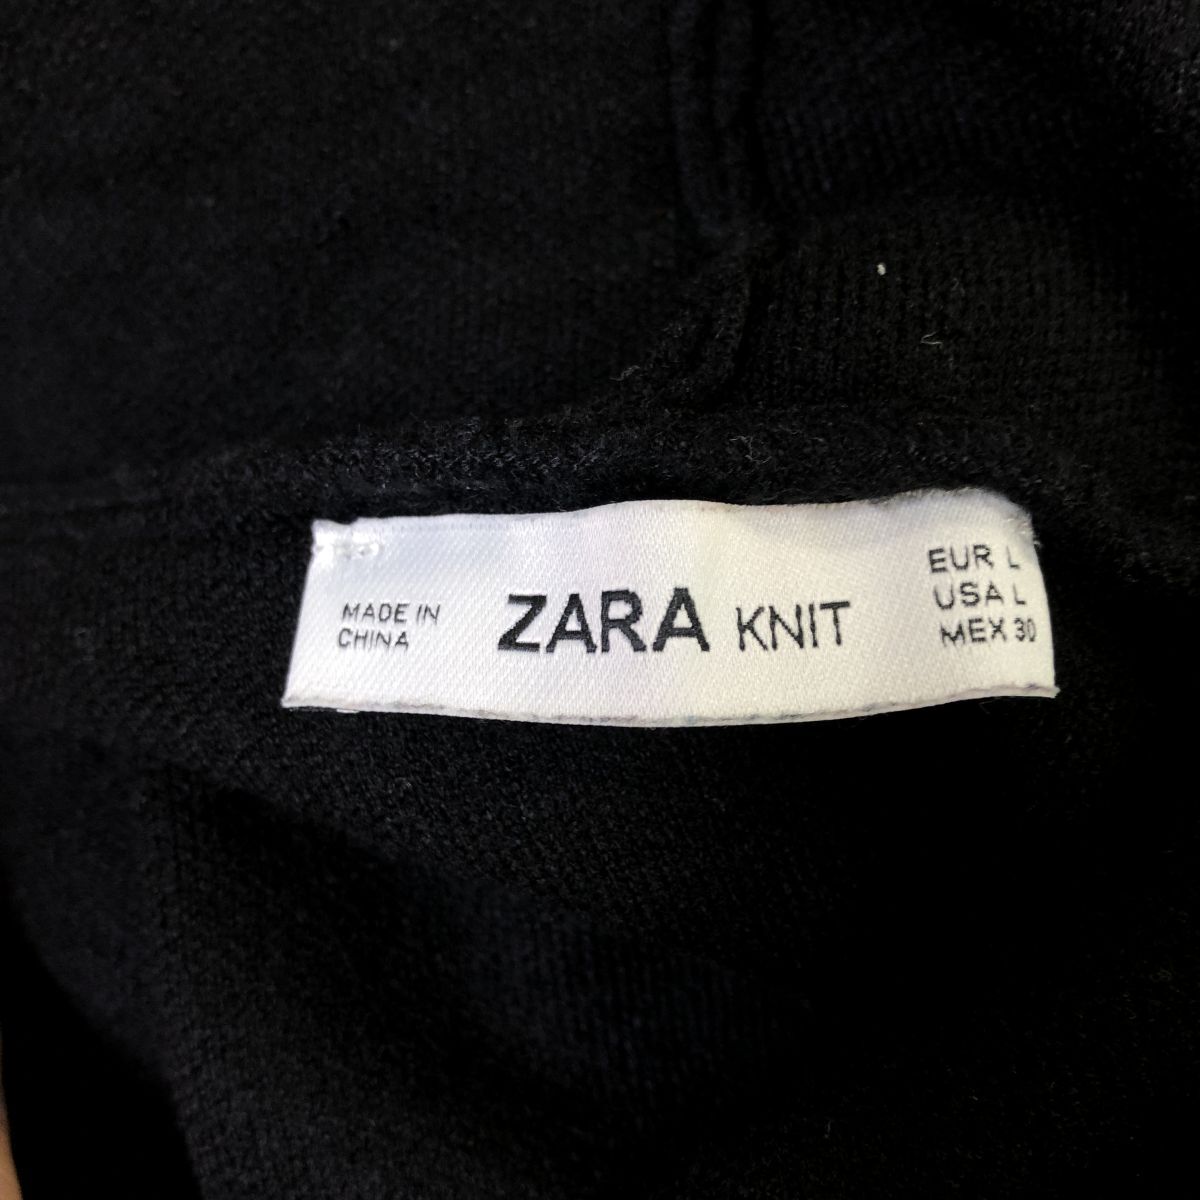 MADE IN
CHINA
ZARA KNIT
EUR L
USA L
MEX 30